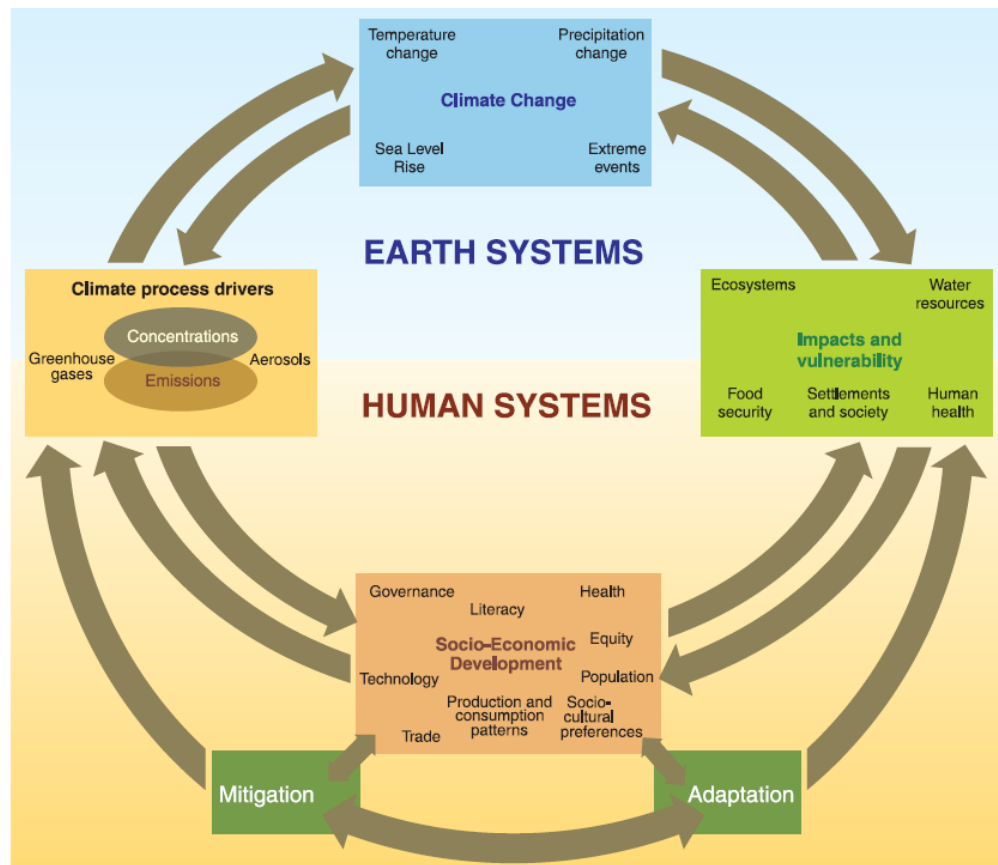 Temperature
change
Precipitation
change
Climate Change
Sea Level
Rise
Extreme
events
EARTH SYSTEMS
Climate process drivers
Concentrations
Greenhouse
gases
Aerosols
Emissions
Ecosystems
Water
resources
Impacts and
vulnerability
Food
security
Settlements
and society
Human
health
HUMAN SYSTEMS
Governance
Literacy
Health
Socio-Economic
Development
Equity
Technology
Population
Production and
consumption
patterns
Socio-
cultural
preferences
Trade
Mitigation
Adaptation